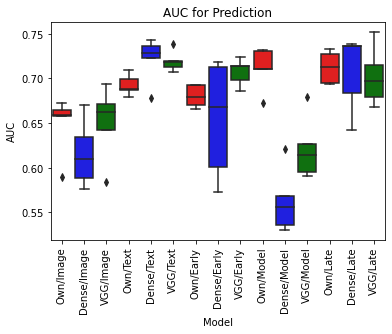 AUC for Prediction
0.75
0.70
0.65
0.60
0.55
AUC
Own/Image
Dense/Image
VGG/Image
Own/Text
Dense/Text
VGG/Text
Own/Early
Dense/Early
VGG/Early
Own/Model
Dense/Model
VGG/Model
Own/Late
Dense/Late
VGG/Late
Model